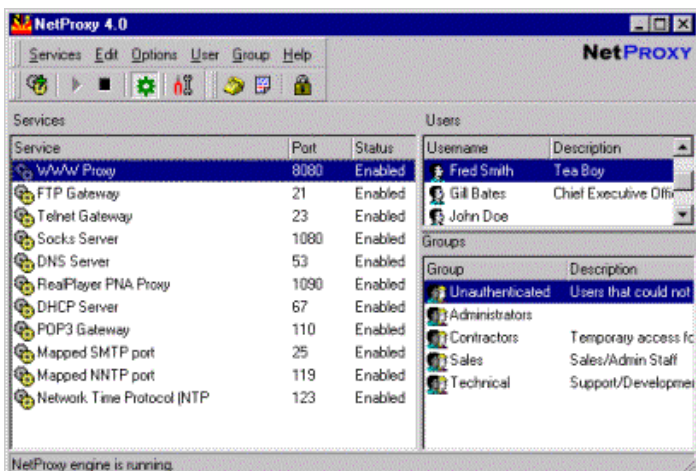 NetProxy 4.0
Services Edit Options User Group Help
NETPROXY
Services
Service Port Status
WWW Proxy 8080 Enabled
FTP Gateway 21 Enabled
Telnet Gateway 23 Enabled
Socks Server 1080 Enabled
DNS Server 53 Enabled
RealPlayer PNA Proxy 1090 Enabled
DHCP Server 67 Enabled
POP3 Gateway 110 Enabled
Mapped SMTP port 25 Enabled
Mapped NNTP port 119 Enabled
Network Time Protocol (NTP 123 Enabled
Users
Username Description
Fred Smith Tea Boy
Gill Bates Chief Executive Offi
John Doe
Groups
Group Description
Unauthenticated Users that could not
Administrators
Contractors Temporary access fc
Sales Sales/Admin Staff
Technical Support/Developmei
NetProxy engine is running.